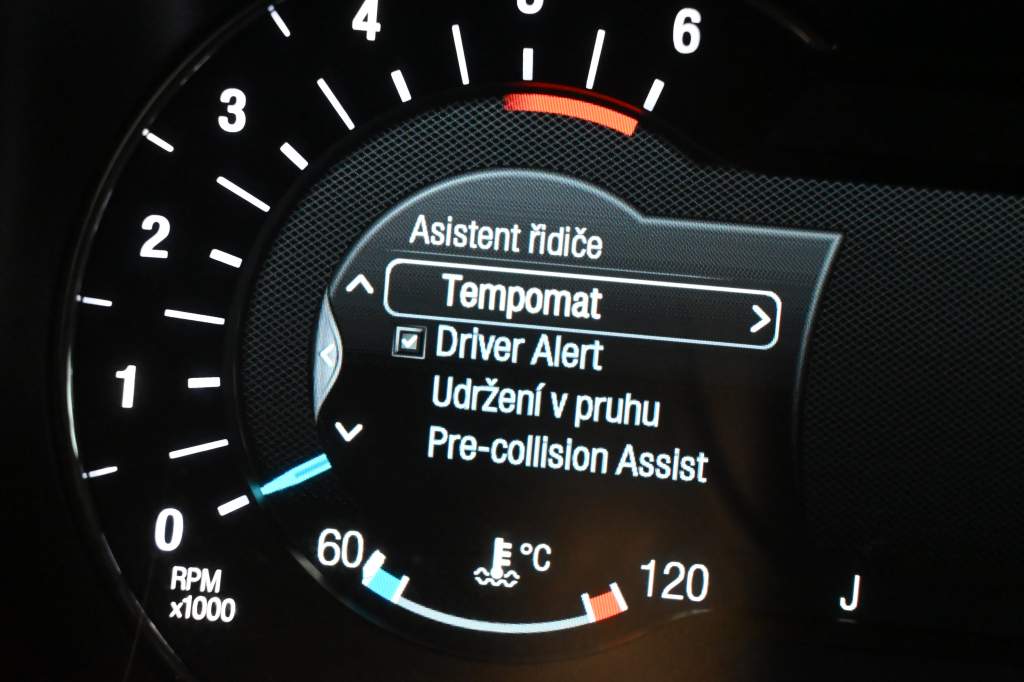 4
5
6
3
2
1
0
RPM
x1000
Asistent řidiče
Tempomat
Driver Alert
Udržení v pruhu
Pre-collision Assist
60
°C
120